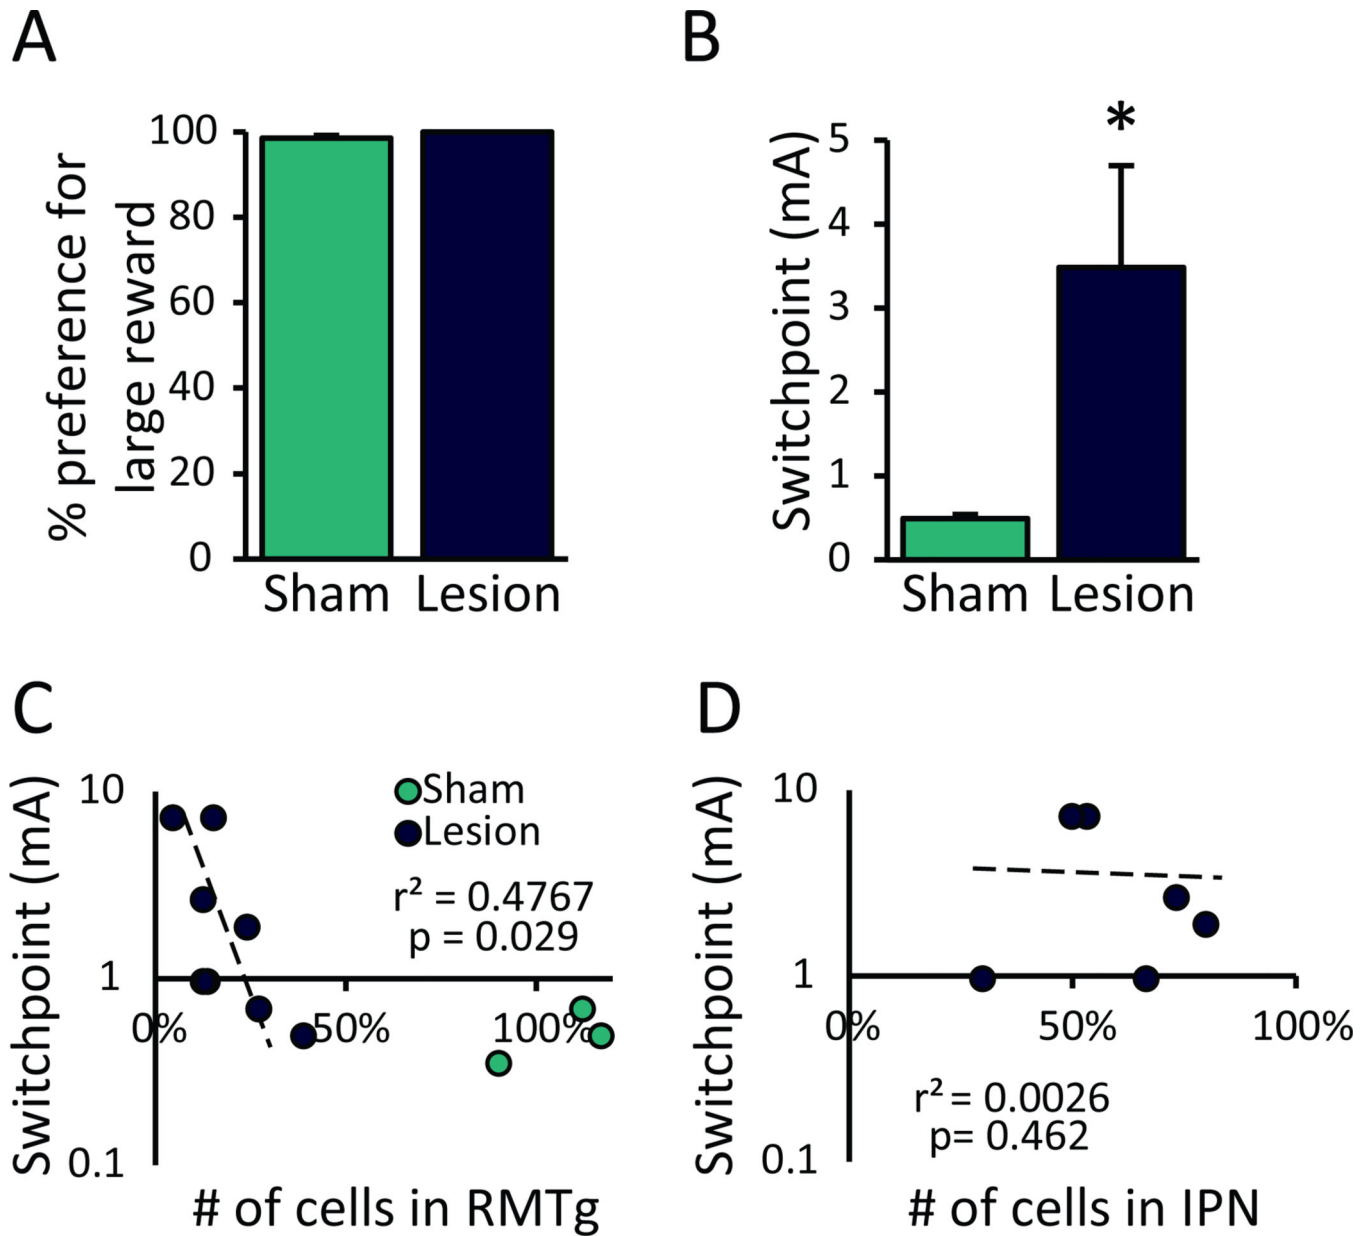 A
% preference for
large reward
100
80
60
40
20
0
Sham
Lesion
B
*
Switchpoint (mA)
5
4
3
2
1
0
Sham
Lesion
C
Switchpoint (mA)
10
1
0.1
Sham
Lesion
r² = 0.4767
p = 0.029
0%
50%
100%
# of cells in RMTg
D
Switchpoint (mA)
10
1
0.1
0%
50%
100%
r² = 0.0026
p= 0.462
# of cells in IPN